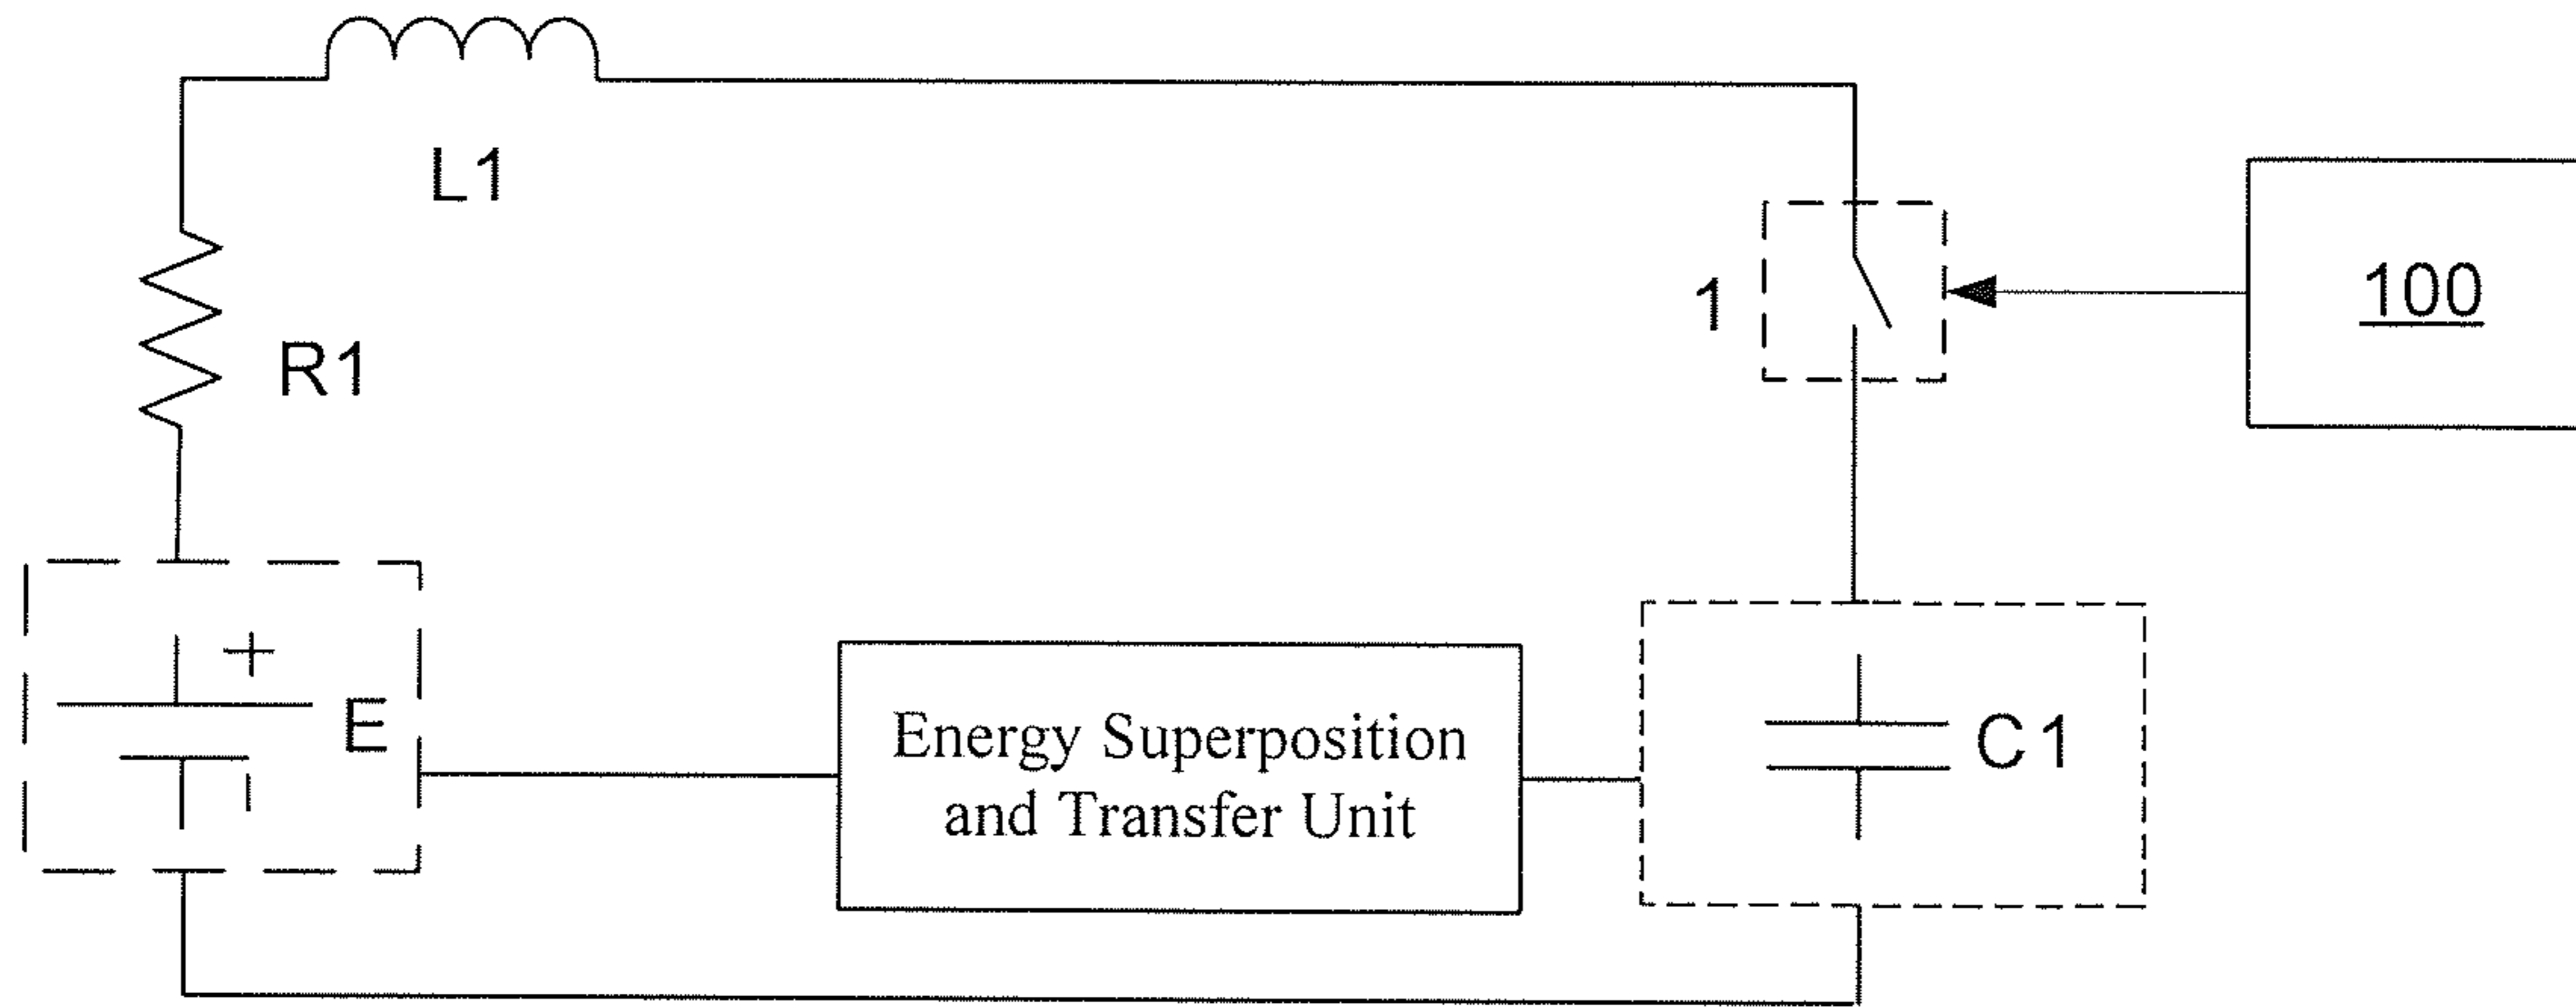 L1
1
100
R1
+
E
Energy Superposition
and Transfer Unit
C1